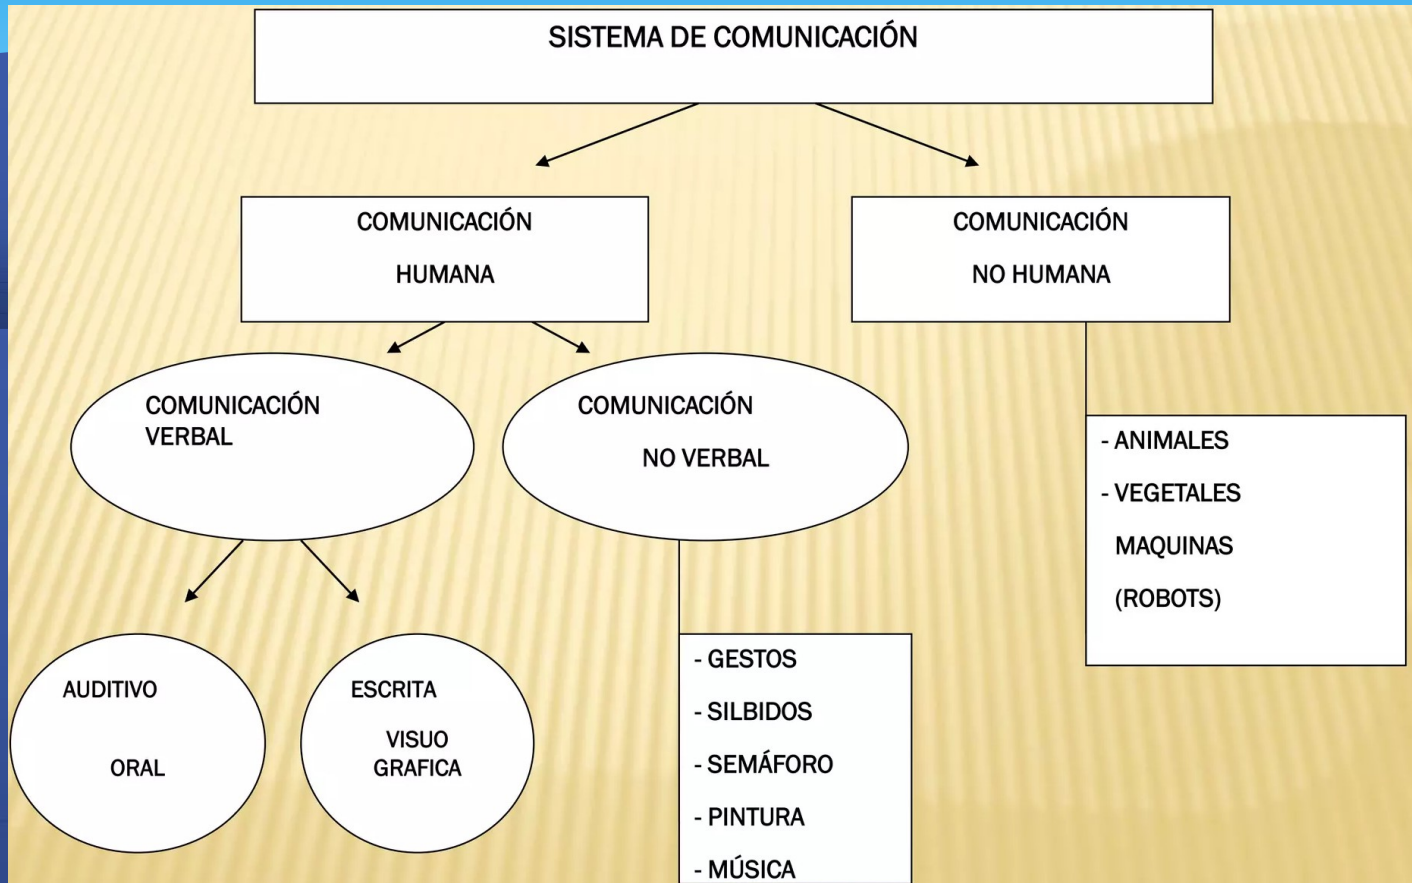 SISTEMA DE COMUNICACIÓN
COMUNICACIÓN
HUMANA
COMUNICACIÓN
NO HUMANA
COMUNICACIÓN
VERBAL
COMUNICACIÓN
NO VERBAL
- ANIMALES
- VEGETALES
MAQUINAS
(ROBOTS)
AUDITIVO
ORAL
ESCRITA
VISUO
GRAFICA
- GESTOS
- SILBIDOS
- SEMÁFORO
- PINTURA
- MÚSICA